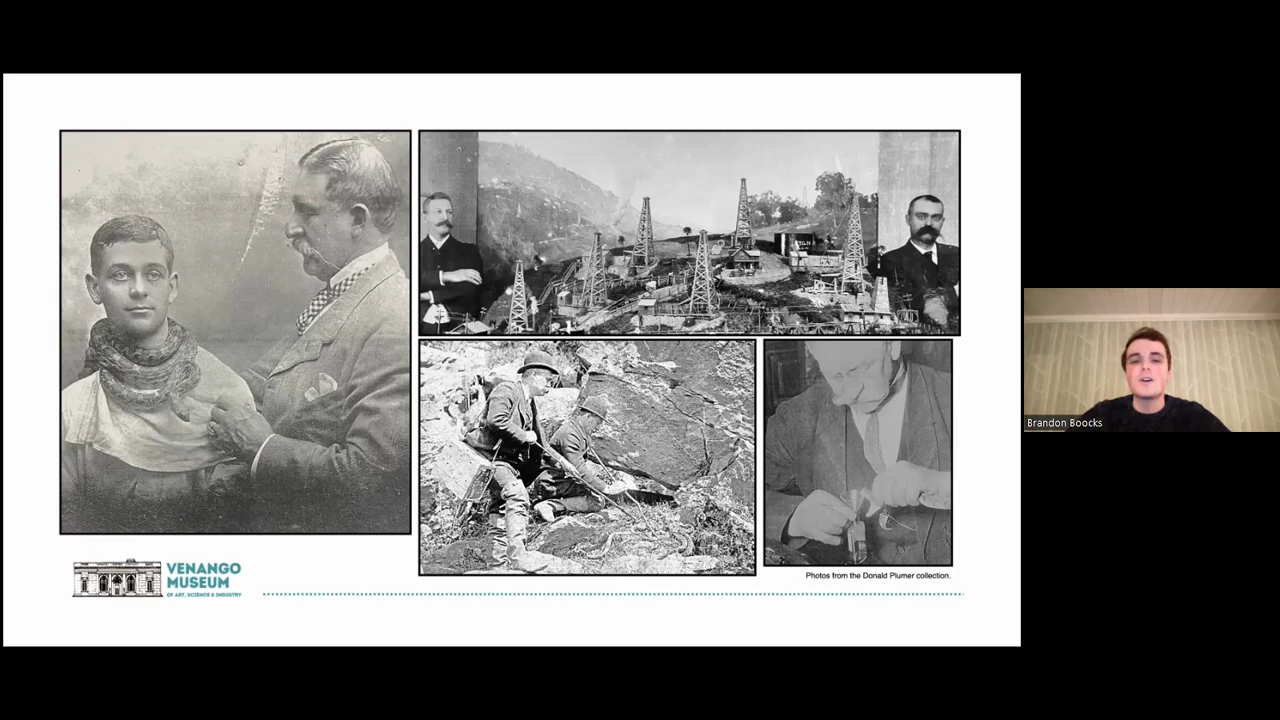 VENANGO
MUSEUM
OF ART, SCIENCE & INDUSTRY
Photos from the Donald Plumer collection.
Brandon Boocks